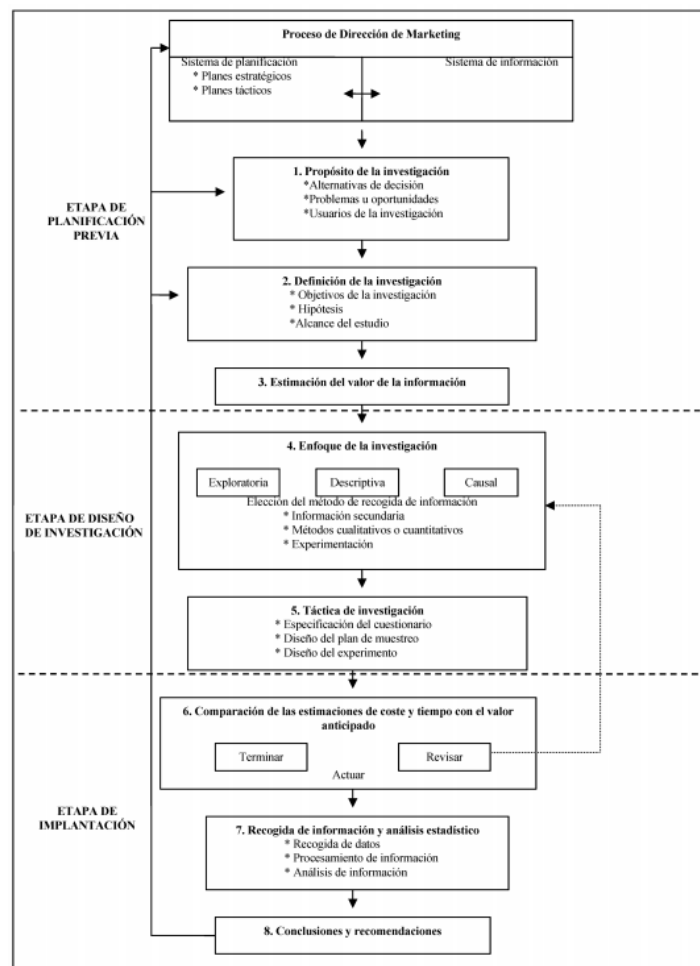 Proceso de Dirección de Marketing
Sistema de planificación
* Planes estratégicos
* Planes tácticos
Sistema de información
ETAPA DE
PLANIFICACIÓN
PREVIA
1. Propósito de la investigación
*Alternativas de decisión
*Problemas u oportunidades
*Usuarios de la investigación
2. Definición de la investigación
* Objetivos de la investigación
* Hipótesis
*Alcance del estudio
3. Estimación del valor de la información
ETAPA DE DISEÑO
DE INVESTIGACIÓN
4. Enfoque de la investigación
Exploratoria
Descriptiva
Causal
Elección del método de recogida de información
* Información secundaria
* Métodos cualitativos o cuantitativos
* Experimentación
5. Táctica de investigación
* Especificación del cuestionario
* Diseño del plan de muestreo
* Diseño del experimento
ETAPA DE
IMPLANTACIÓN
6. Comparación de las estimaciones de coste y tiempo con el valor
anticipado
Terminar
Revisar
Actuar
7. Recogida de información y análisis estadístico
* Recogida de datos
* Procesamiento de información
* Análisis de información
8. Conclusiones y recomendaciones